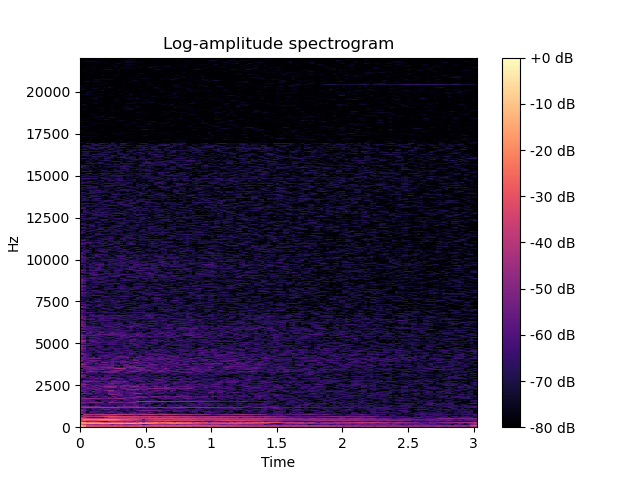 Log-amplitude spectrogram
Hz
20000
17500
15000
12500
10000
7500
5000
2500
0
0 0.5 1 1.5 2 2.5 3
Time
+0 dB
-10 dB
-20 dB
-30 dB
-40 dB
-50 dB
-60 dB
-70 dB
-80 dB